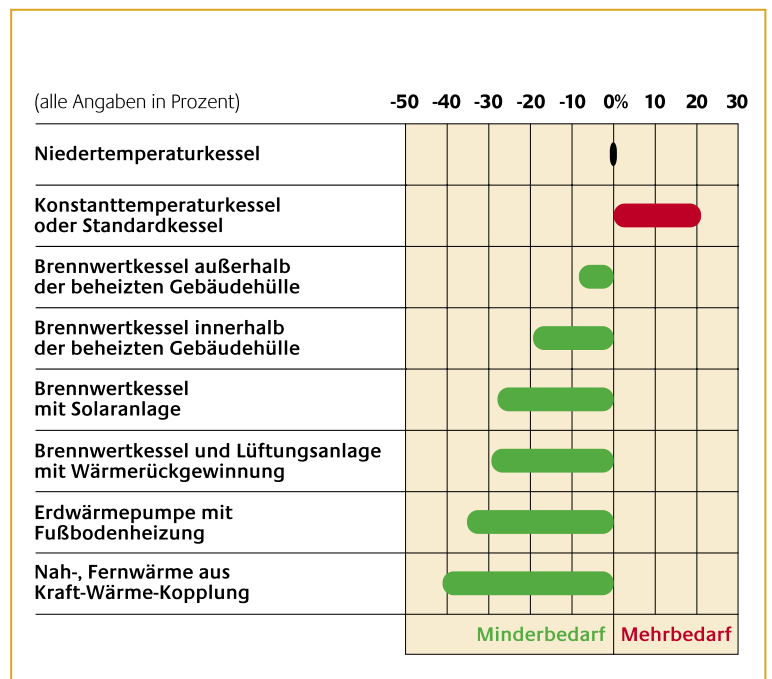 (alle Angaben in Prozent) -50 -40 -30 -20 -10 0% 10 20 30
Niedertemperaturkessel
Konstanttemperaturkessel
oder Standardkessel
Brennwertkessel außerhalb
der beheizten Gebäudehülle
Brennwertkessel innerhalb
der beheizten Gebäudehülle
Brennwertkessel
mit Solaranlage
Brennwertkessel und Lüftungsanlage
mit Wärmerückgewinnung
Erdwärmepumpe mit
Fußbodenheizung
Nah-, Fernwärme aus
Kraft-Wärme-Kopplung
Minderbedarf Mehrbedarf